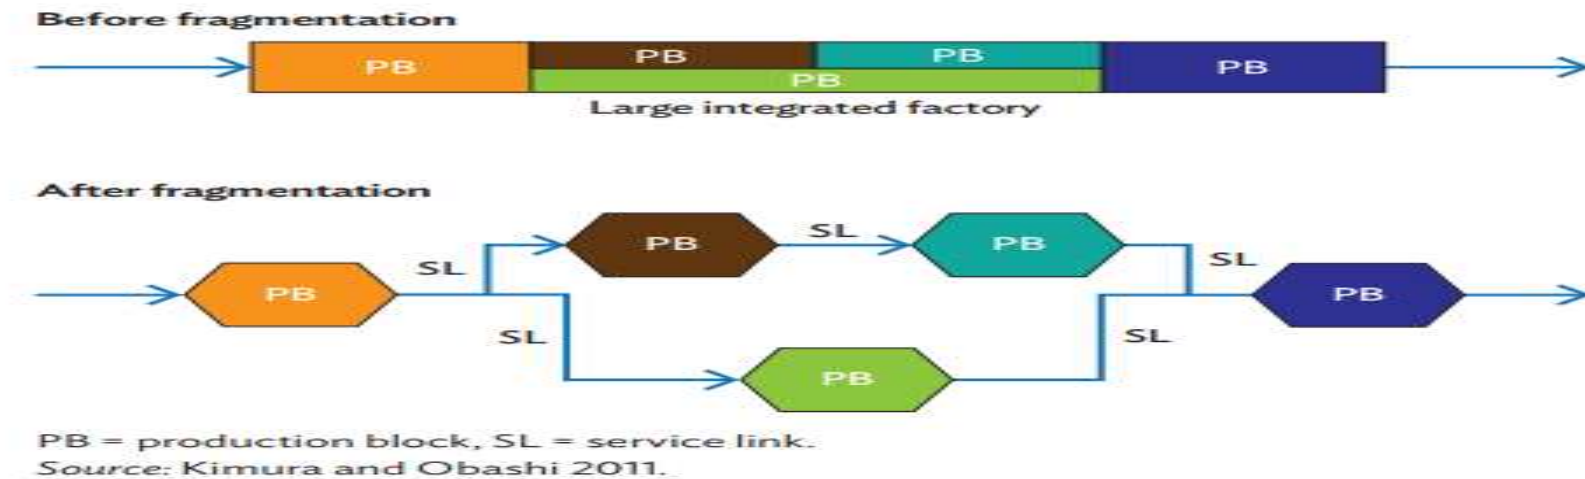 Before fragmentation
PB
PB
PB
PB
PB
Large integrated factory
After fragmentation
PB
SL
PB
SL
PB
SL
PB
SL
PB
SL
PB = production block, SL = service link.
Source: Kimura and Obashi 2011.